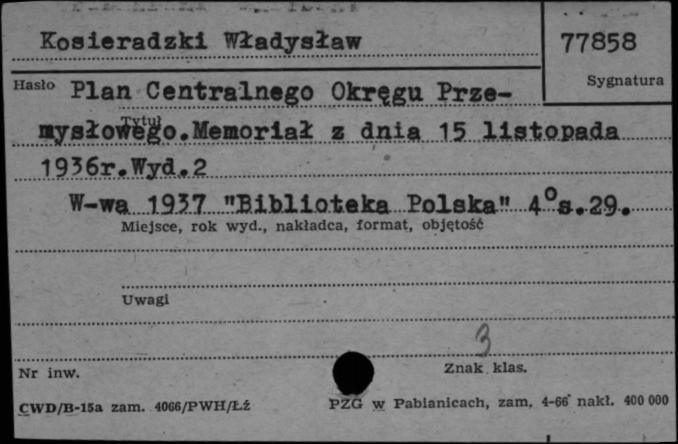 Kosieradzki Władysław
77858
Hasło
Sygnatura
Plan Centralnego Okręgu Prze-
Tytuł
mysłowego.Memoriał z dnia 15 listopada
1936r.Wyd.2
W-wa 1937 "Biblioteka Polska" 4°s.29.
Miejsce, rok wyd., nakładca, format, objętość
Uwagi
3
Nr inw.
Znak klas.
CWD/B-15a zam. 4066/PWH/Łż
PZG w Pabianicach, zam. 4-66 nakł. 400 000